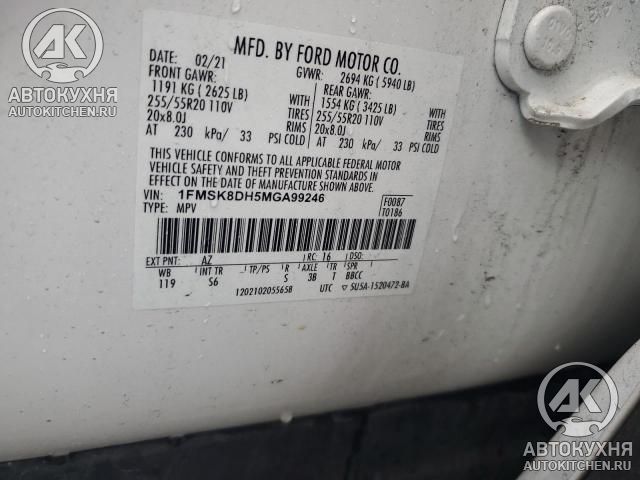 MFD. BY FORD MOTOR CO.
DATE: 02/21 GVWR: 2694 KG ( 5940 LB)
FRONT GAWR: REAR GAWR:
1191 KG ( 2625 LB) WITH 1554 KG ( 3425 LB) WITH
255/55R20 110V TIRES 255/55R20 110V TIRES
20x8.0J RIMS 20x8.0J RIMS
AT 230 kPa/ 33 PSI COLD AT 230 kPa/ 33 PSI COLD
THIS VEHICLE CONFORMS TO ALL APPLICABLE FEDERAL MOTOR
VEHICLE SAFETY AND THEFT PREVENTION STANDARDS IN
EFFECT ON THE DATE OF MANUFACTURE SHOWN ABOVE.
VIN: 1FMSK8DH5MGA99246 F0087
TYPE: MPV T0186
EXT PNT: AZ RC: 16 DSO:
WB INT TR TP/PS R AXLE TR SPR
119 S6 S 3B T BBCC
1202102055658 UTC ▽ 5U5A-1520472-BA
АК
АВТОКУХНЯ
AUTOKITCHEN.RU
АК
АВТОКУХНЯ
AUTOKITCHEN.RU